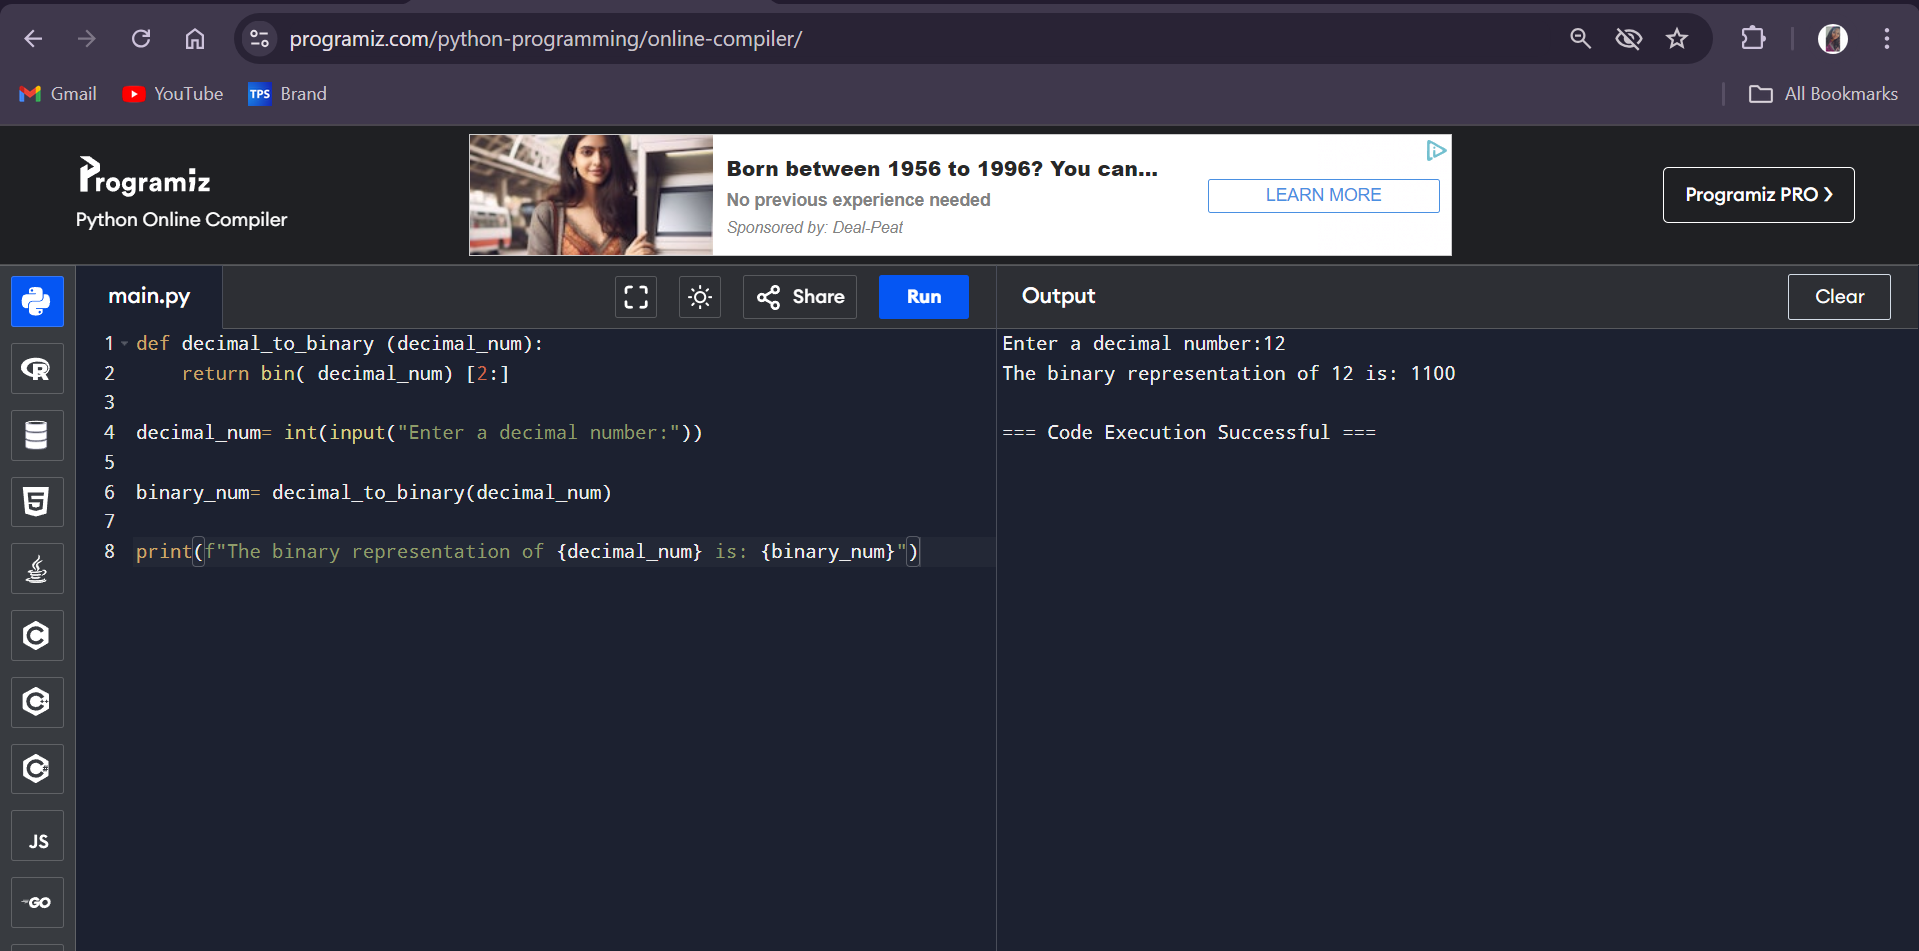 programiz.com/python-programming/online-compiler/
Gmail
YouTube
TPS Brand
All Bookmarks
Programiz
Python Online Compiler
Born between 1956 to 1996? You can...
No previous experience needed
Sponsored by: Deal-Peat
LEARN MORE
Programiz PRO ❯
main.py
Share
Run
Output
Clear
1 def decimal_to_binary (decimal_num):
2     return bin( decimal_num) [2:]
3
4 decimal_num= int(input("Enter a decimal number:"))
5
6 binary_num= decimal_to_binary(decimal_num)
7
8 print(f"The binary representation of {decimal_num} is: {binary_num}")
Enter a decimal number:12
The binary representation of 12 is: 1100
=== Code Execution Successful ===
R
5
C
C++
C#
JS
GO